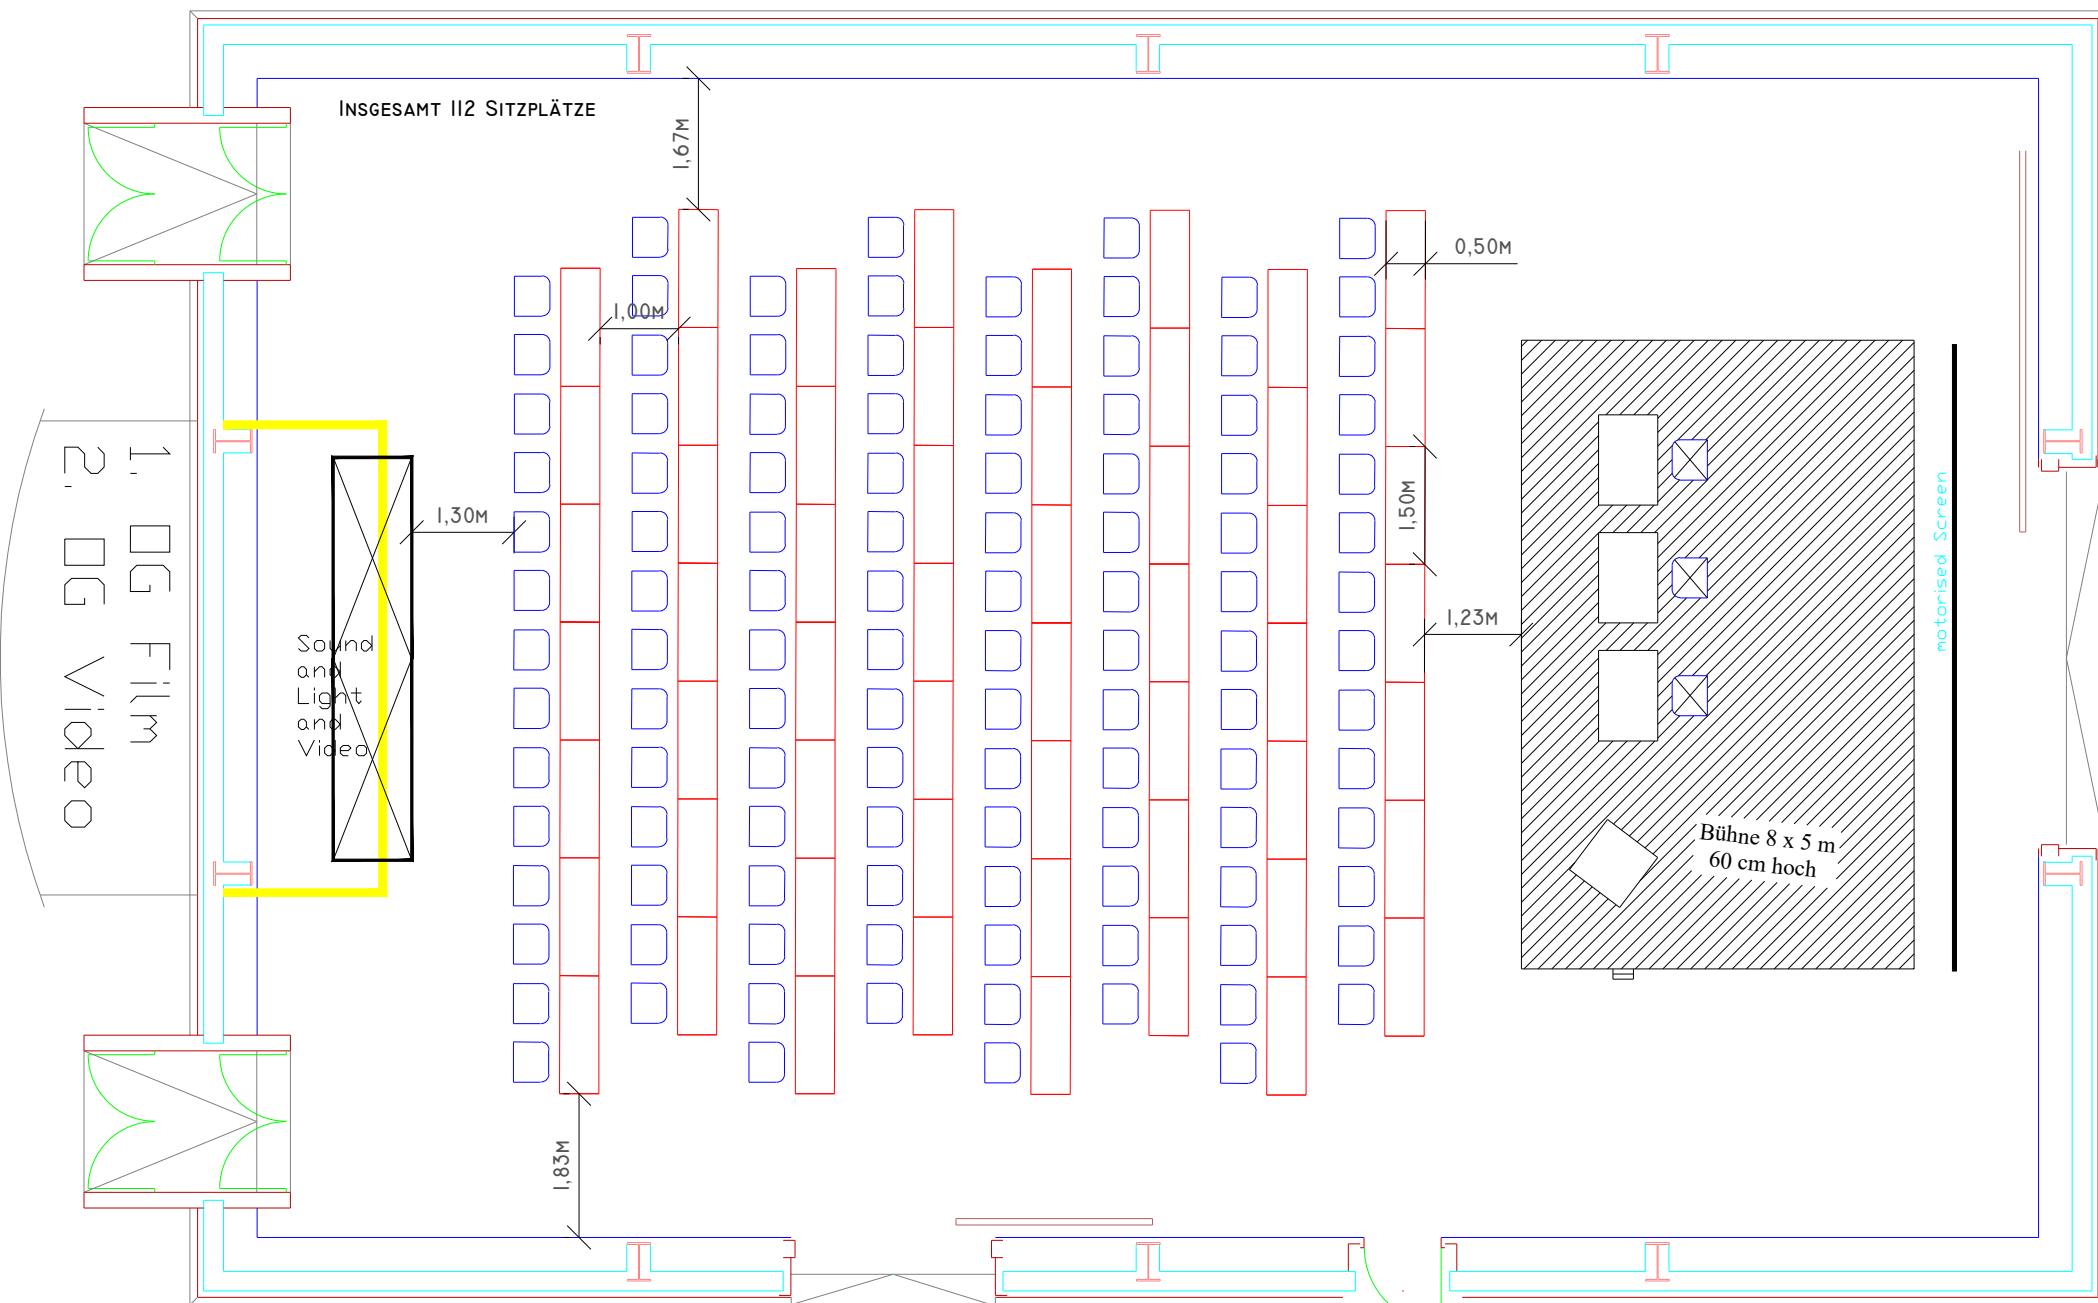 INSGESAMT 112 SITZPLÄTZE
1,67M
0,50M
1,00M
1. OG Film
2. OG Video
1,30M
1,50M
motorised Screen
1,23M
Sound
and
Light
and
Video
Bühne 8 x 5 m
60 cm hoch
1,83M